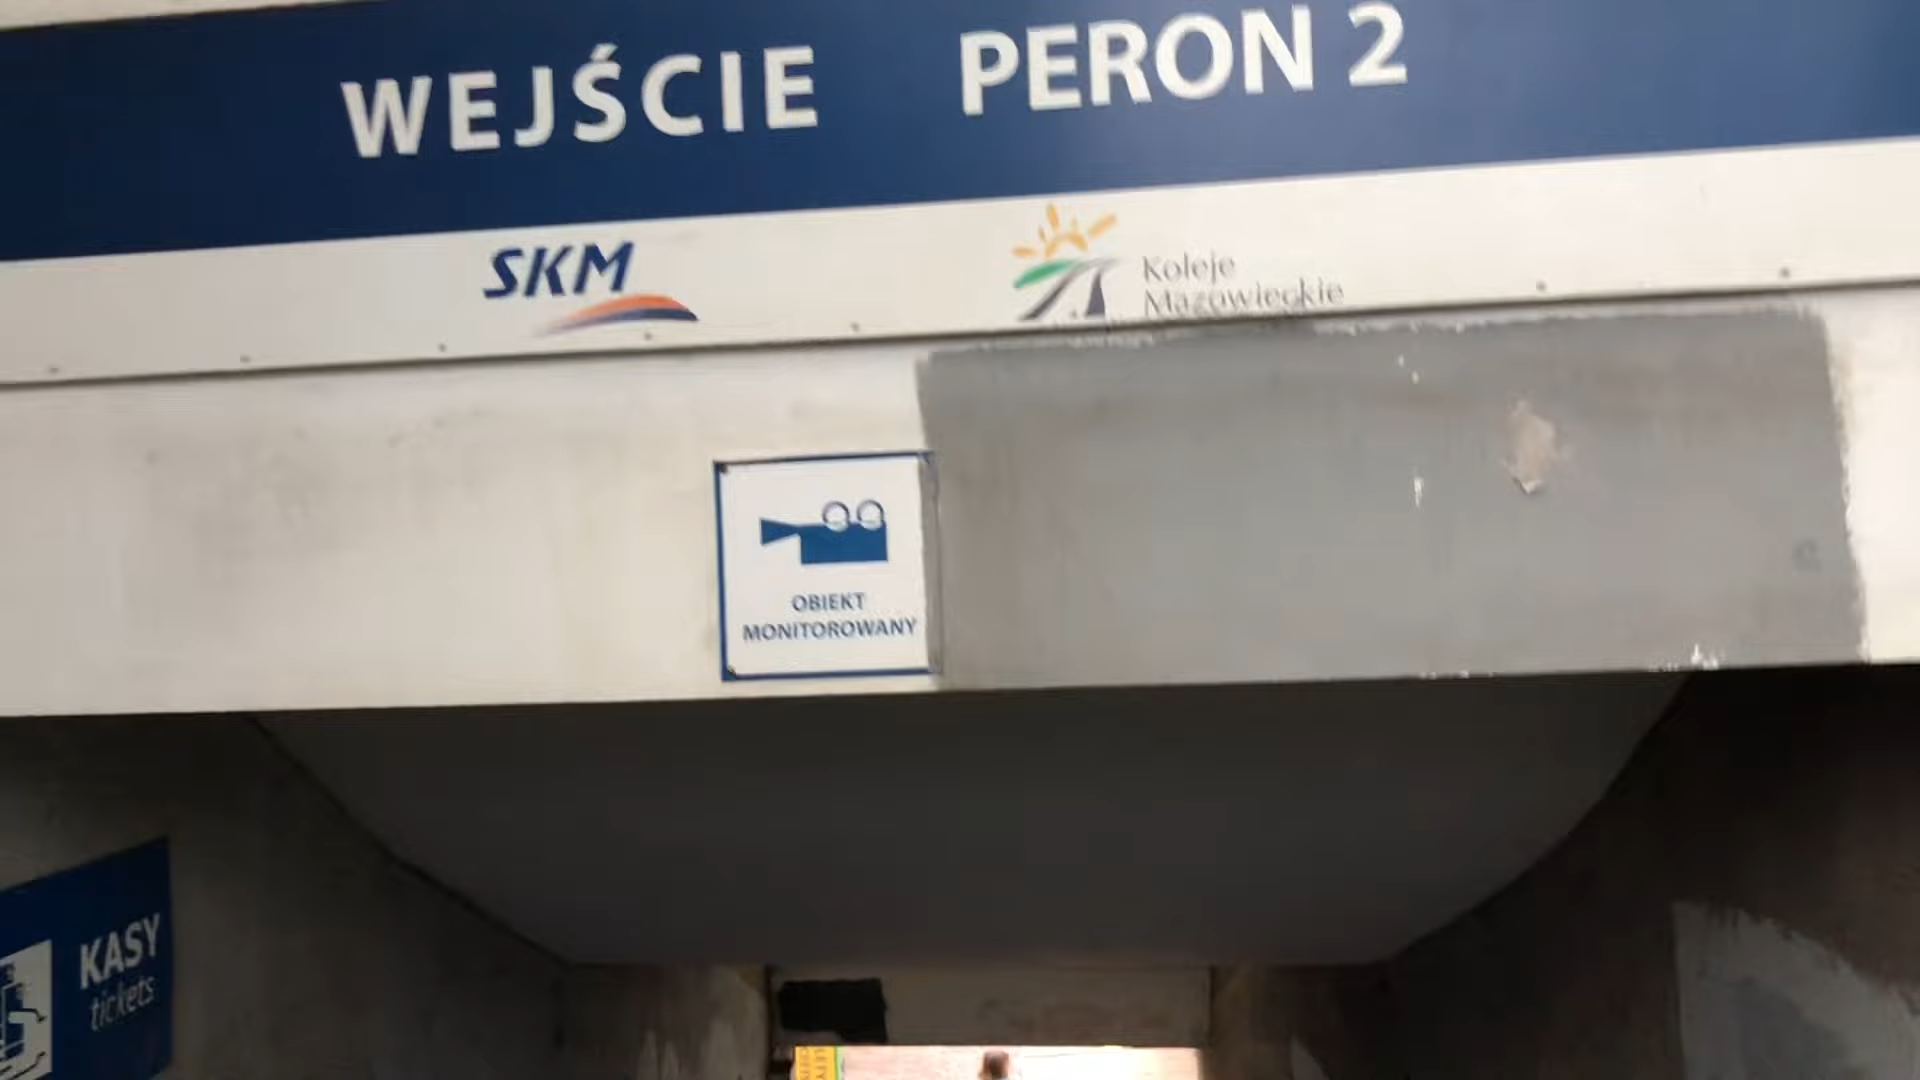 WEJŚCIE PERON 2
SKM
Koleje
Mazowieckie
OBIEKT
MONITOROWANY
KASY
tickets